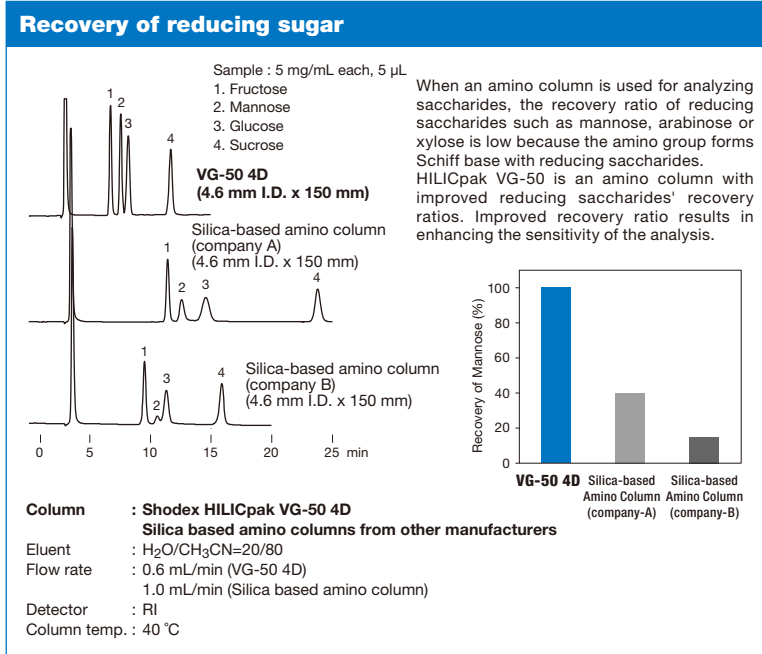 Recovery of reducing sugar
Sample : 5 mg/mL each, 5 µL
1. Fructose
2. Mannose
3. Glucose
4. Sucrose
1
2
3
4
VG-50 4D
(4.6 mm I.D. x 150 mm)
Silica-based amino column
(company A)
(4.6 mm I.D. x 150 mm)
1
2
3
4
Silica-based amino column
(company B)
(4.6 mm I.D. x 150 mm)
1
2
3
4
0 5 10 15 20 25 min
When an amino column is used for analyzing
saccharides, the recovery ratio of reducing
saccharides such as mannose, arabinose or
xylose is low because the amino group forms
Schiff base with reducing saccharides.
HILICpak VG-50 is an amino column with
improved reducing saccharides' recovery
ratios. Improved recovery ratio results in
enhancing the sensitivity of the analysis.
Recovery of Mannose (%)
100
80
60
40
20
0
VG-50 4D
Silica-based
Amino Column
(company-A)
Silica-based
Amino Column
(company-B)
Column : Shodex HILICpak VG-50 4D
Silica based amino columns from other manufacturers
Eluent : H₂O/CH₃CN=20/80
Flow rate : 0.6 mL/min (VG-50 4D)
1.0 mL/min (Silica based amino column)
Detector : RI
Column temp. : 40 °C